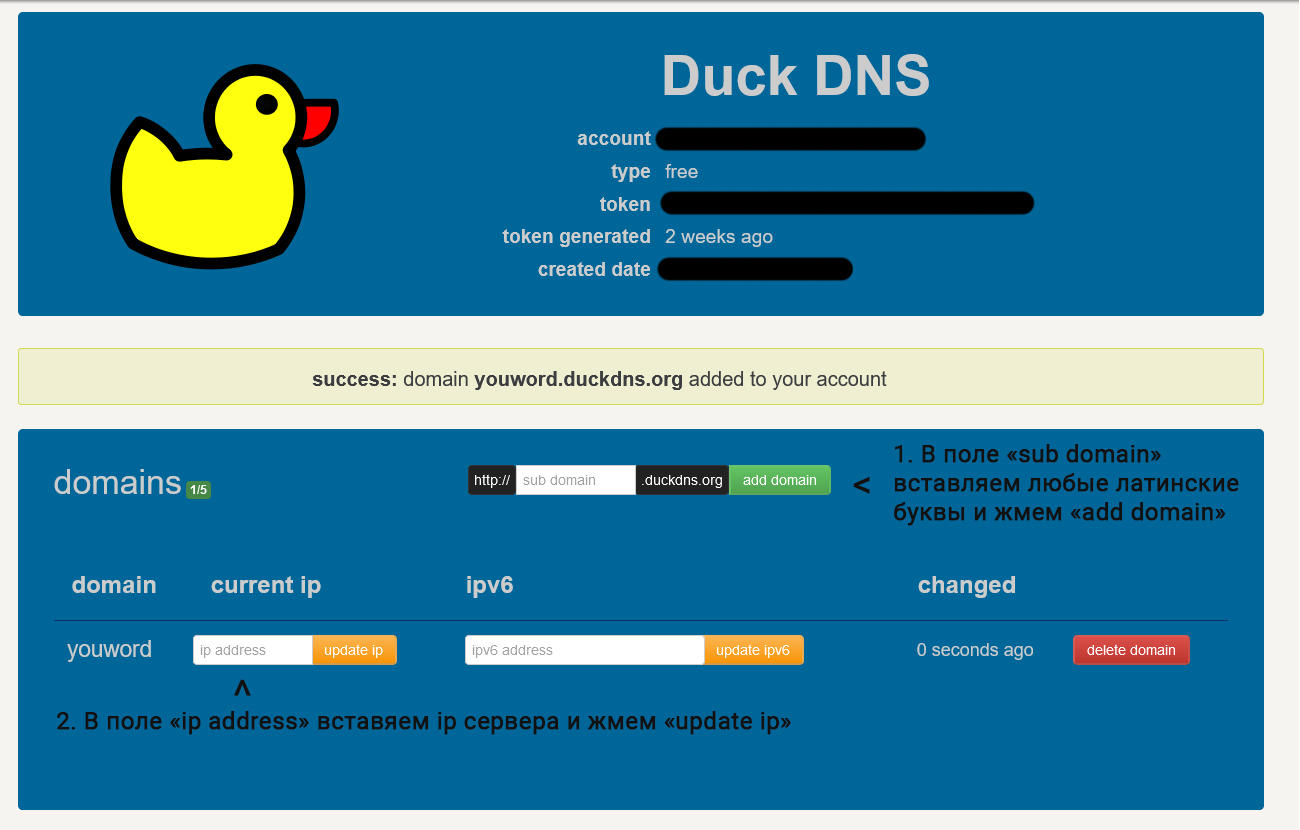 Duck DNS
account
type free
token
token generated 2 weeks ago
created date
success: domain youword.duckdns.org added to your account
domains 1/5
http:// sub domain .duckdns.org add domain
<
1. В поле «sub domain»
вставляем любые латинские
буквы и жмем «add domain»
domain current ip ipv6 changed
youword ip address update ip ipv6 address update ipv6 0 seconds ago delete domain
^
2. В поле «ip address» вставяем ip сервера и жмем «update ip»